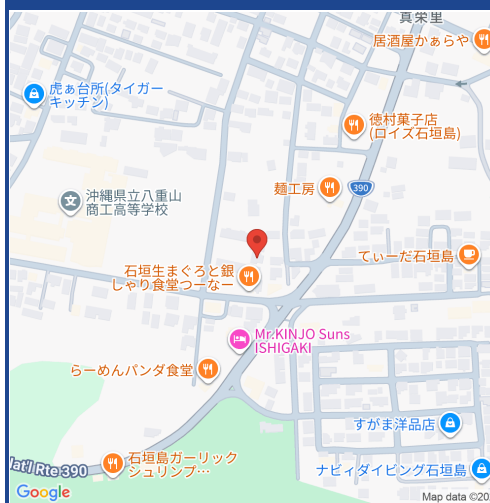 真栄里
居酒屋かぁらや
虎ぁ台所(タイガー
キッチン)
徳村菓子店
(ロイズ石垣島)
麺工房
390
沖縄県立八重山
商工高等学校
てぃーだ石垣島
石垣生まぐろと銀
しゃり食堂つーなー
Mr.KINJO Suns
ISHIGAKI
らーめんパンダ食堂
すがま洋品店
石垣島ガーリック
シュリンプ…
Nat'l Rte 390
ナビィダイビング石垣島
Google
Map data ©20